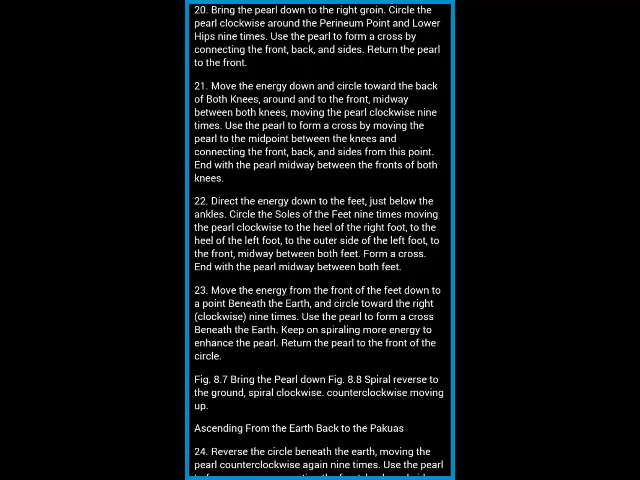 20. Bring the pearl down to the right groin. Circle the
pearl clockwise around the Perineum Point and Lower
Hips nine times. Use the pearl to form a cross by
connecting the front, back, and sides. Return the pearl
to the front.
21. Move the energy down and circle toward the back
of Both Knees, around and to the front, midway
between both knees, moving the pearl clockwise nine
times. Use the pearl to form a cross by moving the
pearl to the midpoint between the knees and
connecting the front, back, and sides from this point.
End with the pearl midway between the fronts of both
knees.
22. Direct the energy down to the feet, just below the
ankles. Circle the Soles of the Feet nine times moving
the pearl clockwise to the heel of the right foot, to the
heel of the left foot, to the outer side of the left foot, to
the front, midway between both feet. Form a cross.
End with the pearl midway between both feet.
23. Move the energy from the front of the feet down to
a point Beneath the Earth, and circle toward the right
(clockwise) nine times. Use the pearl to form a cross
Beneath the Earth. Keep on spiraling more energy to
enhance the pearl. Return the pearl to the front of the
circle.
Fig. 8.7 Bring the Pearl down Fig. 8.8 Spiral reverse to
the ground, spiral clockwise. counterclockwise moving
up.
Ascending From the Earth Back to the Pakuas
24. Reverse the circle beneath the earth, moving the
pearl counterclockwise again nine times. Use the pearl